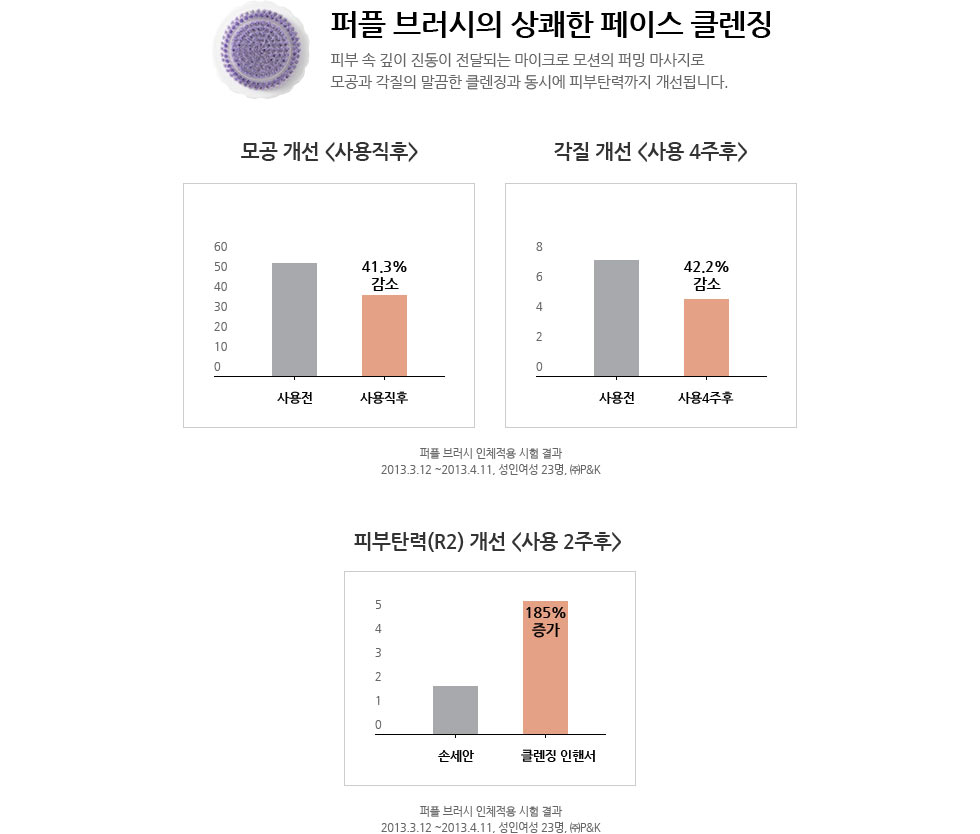 퍼플 브러시의 상쾌한 페이스 클렌징
피부 속 깊이 진동이 전달되는 마이크로 모션의 퍼밍 마사지로
모공과 각질의 말끔한 클렌징과 동시에 피부탄력까지 개선됩니다.
모공 개선 <사용직후>
60
50
40
30
20
10
0
41.3%
감소
사용전
사용직후
각질 개선 <사용 4주후>
8
6
4
2
0
42.2%
감소
사용전
사용4주후
퍼플 브러시 인체적용 시험 결과
2013.3.12 ~2013.4.11, 성인여성 23명, ㈜P&K
피부탄력(R2) 개선 <사용 2주후>
5
4
3
2
1
0
185%
증가
손세안
클렌징 인핸서
퍼플 브러시 인체적용 시험 결과
2013.3.12 ~2013.4.11, 성인여성 23명, ㈜P&K